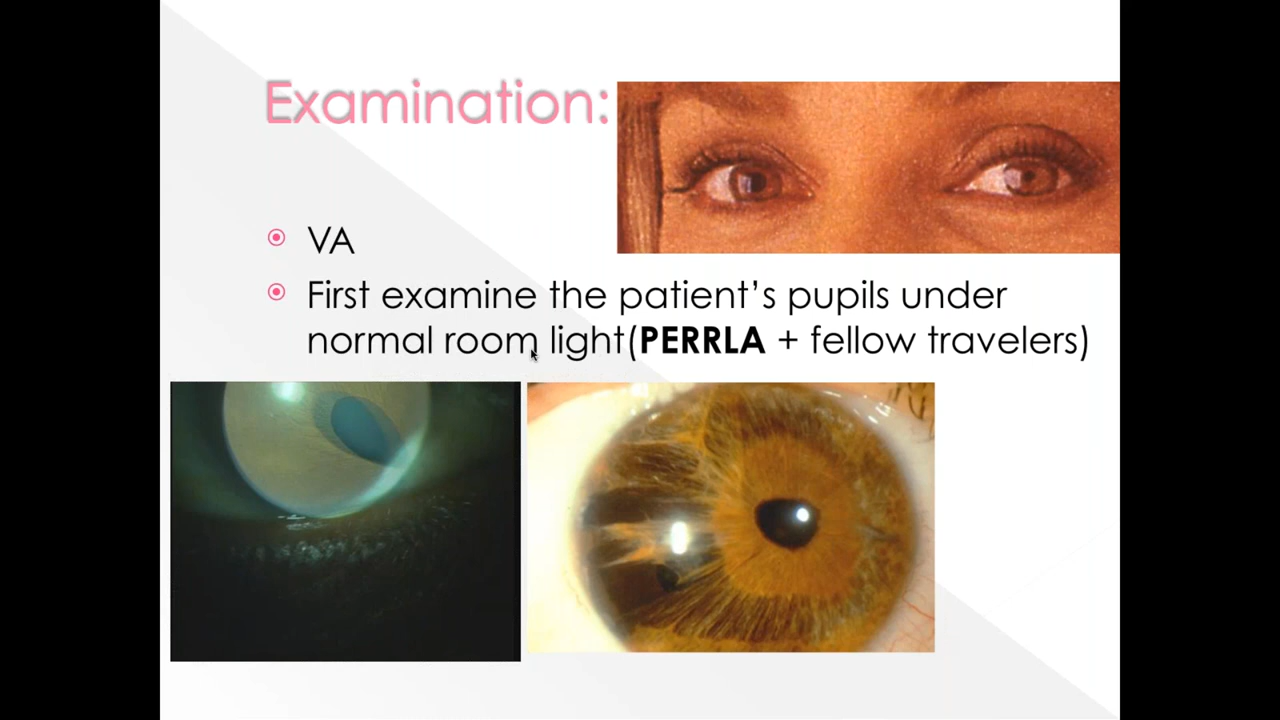 Examination:
VA
First examine the patient’s pupils under
normal room light(PERRLA + fellow travelers)